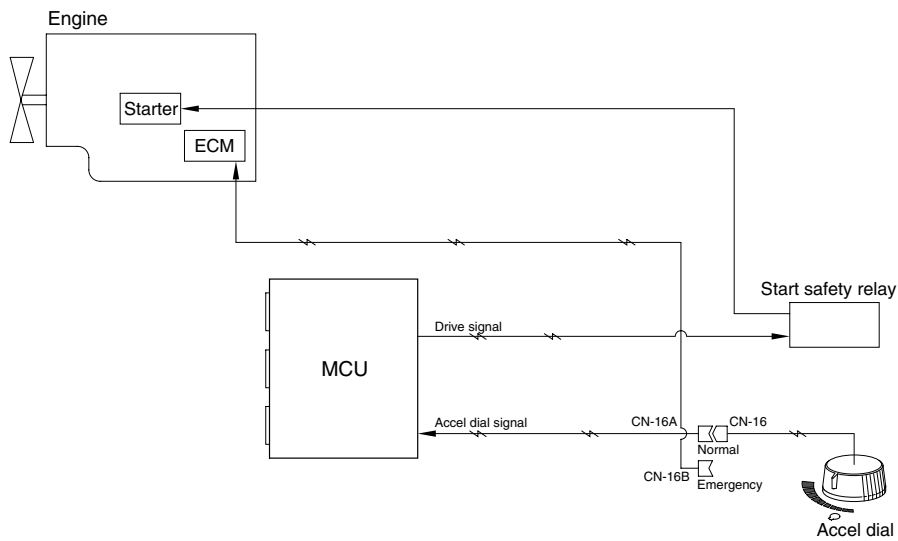 Engine
Starter
ECM
Start safety relay
Drive signal
MCU
Accel dial signal
CN-16A
CN-16
Normal
CN-16B
Emergency
Accel dial